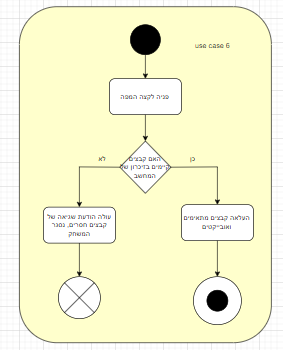 use case 6
פניה לקצה המפה
האם קבצים
קיימים בזיכרון של
המחשב
לא
כן
עולה הודעת שגיאה של
קבצים חסרים, נסגר
המשחק
העלאה קבצים מתאימים
ואובייקטים